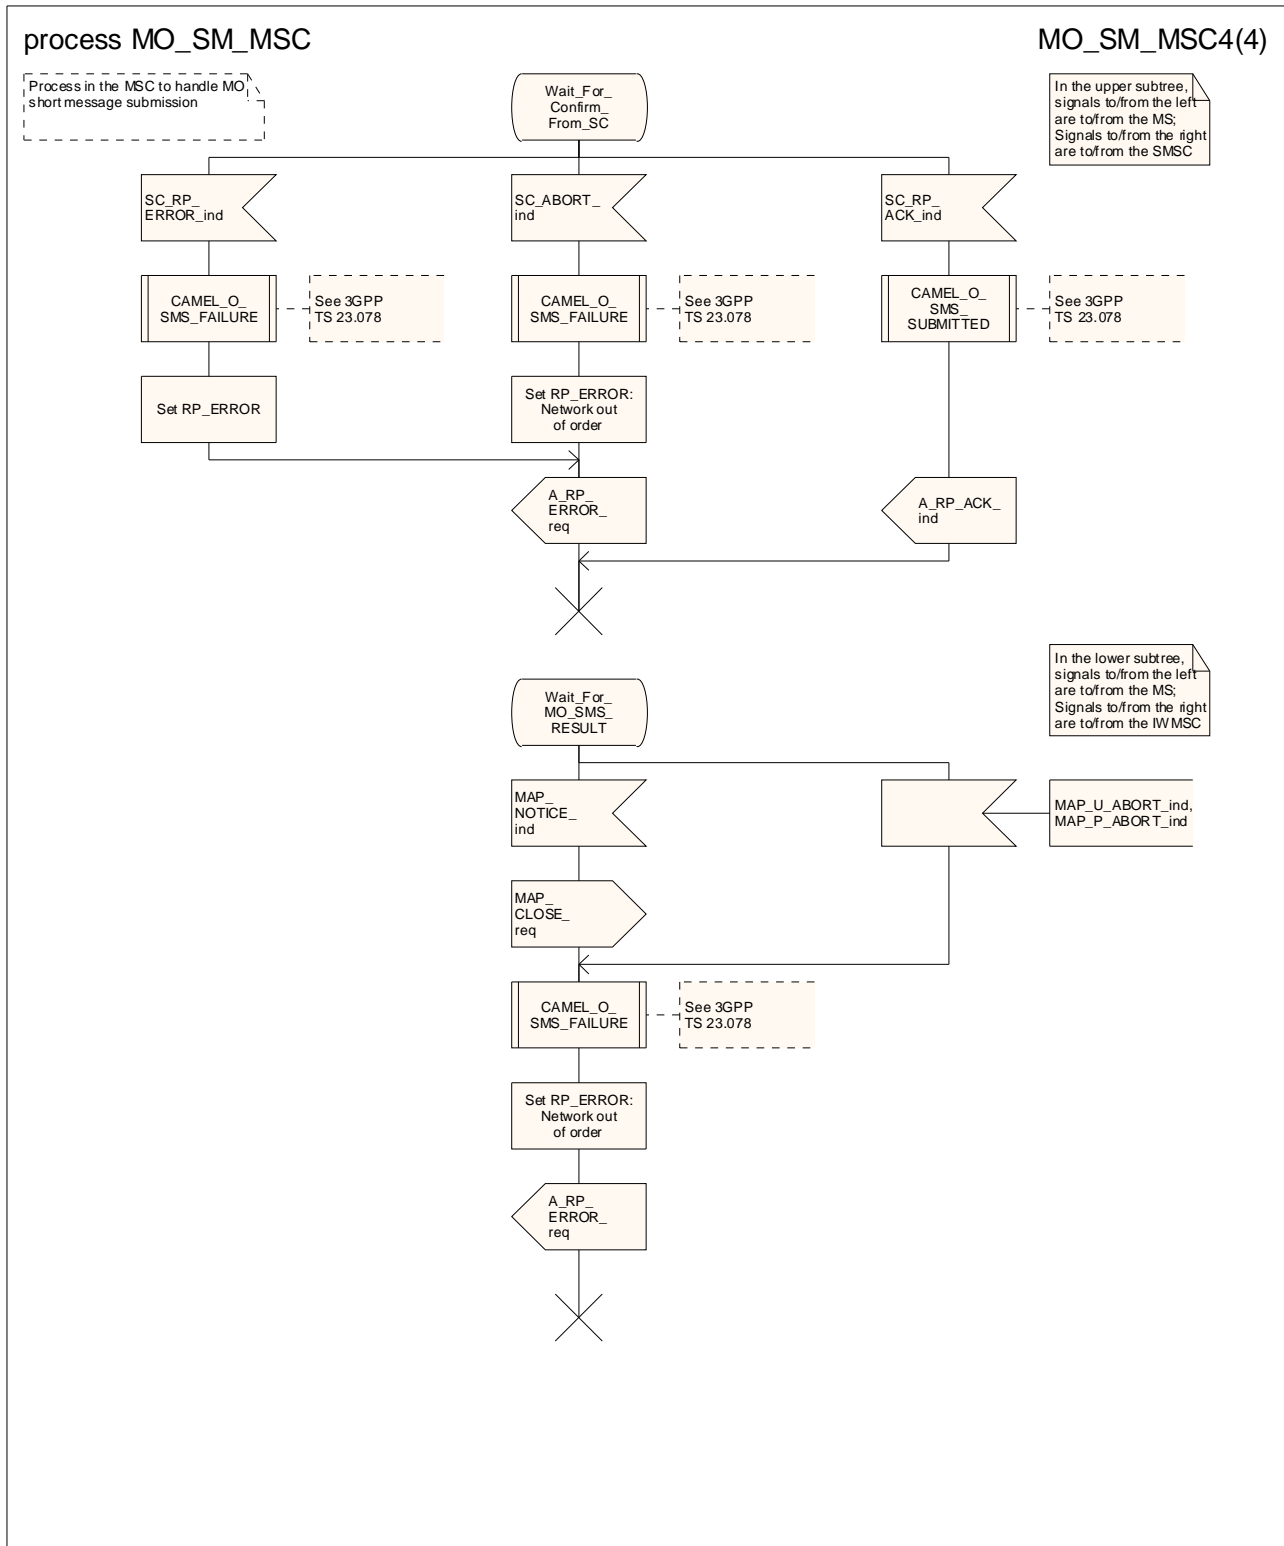 process MO_SM_MSC
MO_SM_MSC4(4)
Process in the MSC to handle MO
short message submission
Wait_For_
Confirm_
From_SC
In the upper subtree,
signals to/from the left
are to/from the MS;
Signals to/from the right
are to/from the SMSC
SC_RP_
ERROR_ind
SC_ABORT_
ind
SC_RP_
ACK_ind
CAMEL_O_
SMS_FAILURE
See 3GPP
TS 23.078
CAMEL_O_
SMS_FAILURE
See 3GPP
TS 23.078
CAMEL_O_
SMS_
SUBMITTED
See 3GPP
TS 23.078
Set RP_ERROR
Set RP_ERROR:
Network out
of order
A_RP_
ERROR_
req
A_RP_ACK_
ind
In the lower subtree,
signals to/from the left
are to/from the MS;
Signals to/from the right
are to/from the IWMSC
Wait_For_
MO_SMS_
RESULT
MAP_
NOTICE_
ind
MAP_U_ABORT_ind,
MAP_P_ABORT_ind
MAP_
CLOSE_
req
CAMEL_O_
SMS_FAILURE
See 3GPP
TS 23.078
Set RP_ERROR:
Network out
of order
A_RP_
ERROR_
req